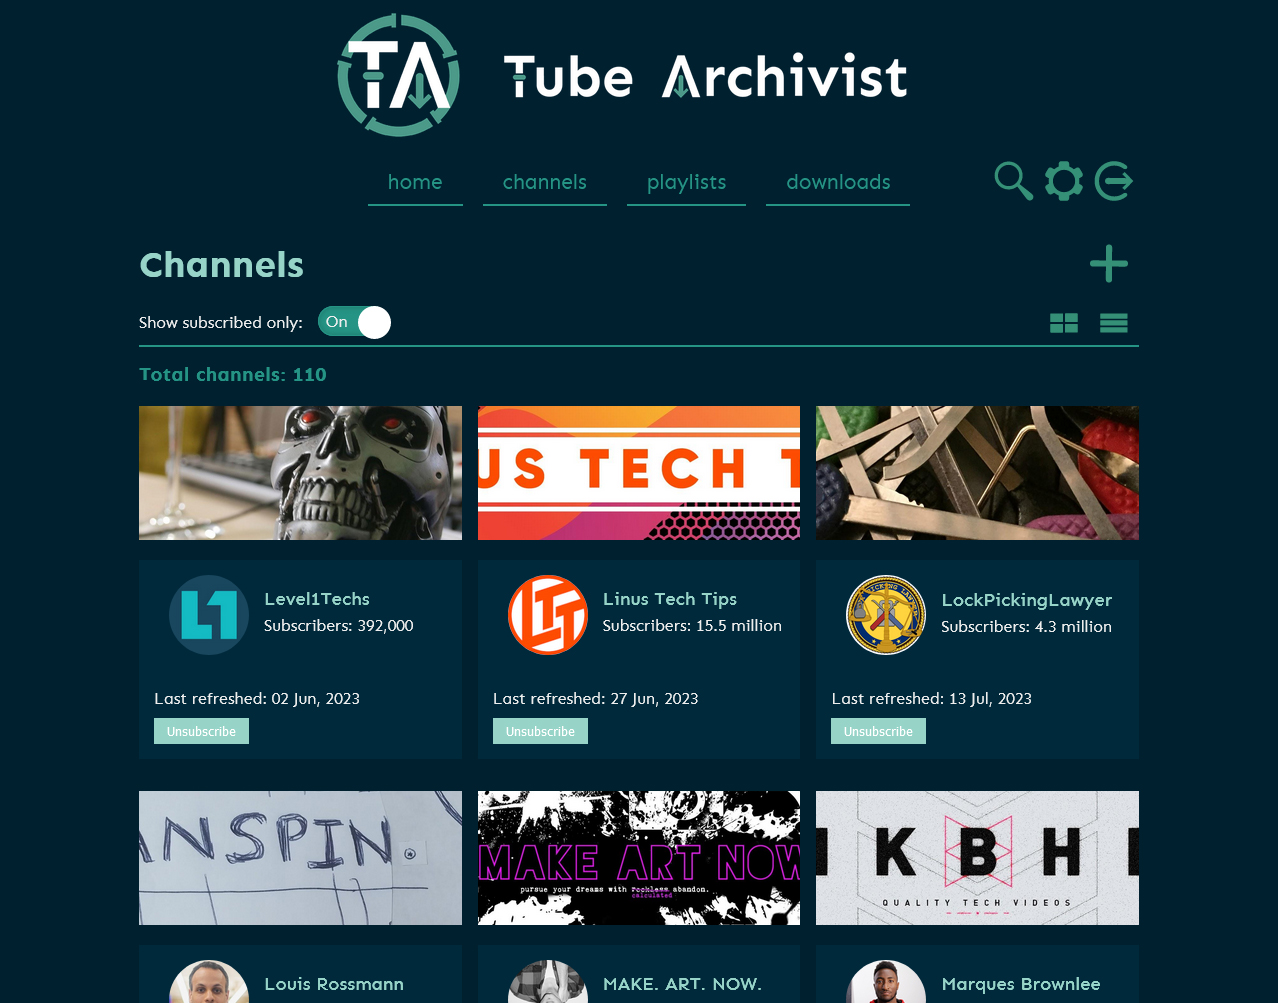 TA Tube Archivist
home channels playlists downloads
Channels
Show subscribed only: On
Total channels: 110
US TECH T
Level1Techs
Subscribers: 392,000
Last refreshed: 02 Jun, 2023
Unsubscribe
LTT
Linus Tech Tips
Subscribers: 15.5 million
Last refreshed: 27 Jun, 2023
Unsubscribe
LockPickingLawyer
Subscribers: 4.3 million
Last refreshed: 13 Jul, 2023
Unsubscribe
ANSPIN.
MAKE ART NOW
pursue your dreams with reckless abandon.
calculated
KBH
QUALITY TECH VIDEOS
Louis Rossmann
MAKE. ART. NOW.
Marques Brownlee